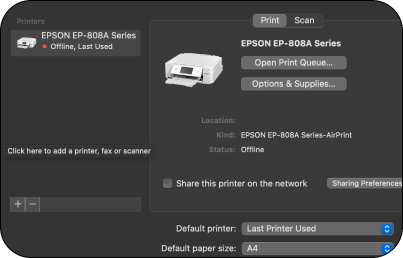 Print Scan
Printers
EPSON EP-808A Series
Offline, Last Used
EPSON EP-808A Series
Open Print Queue...
Options & Supplies...
Location:
Kind: EPSON EP-808A Series-AirPrint
Status: Offline
Click here to add a printer, fax or scanner
Share this printer on the network
Sharing Preferences
+ −
Default printer: Last Printer Used
Default paper size: A4